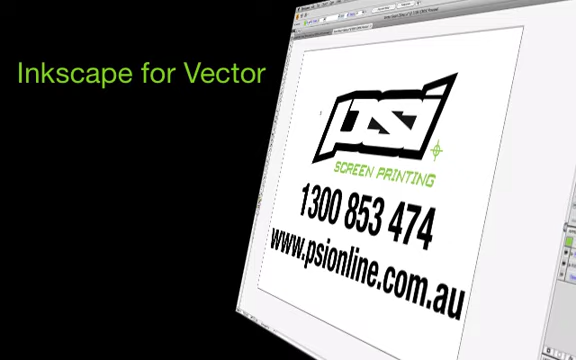 Inkscape for Vector
psi
SCREEN PRINTING
1300 853 474
www.psionline.com.au